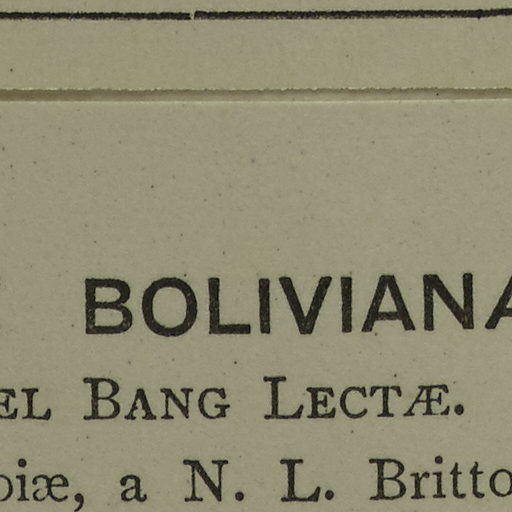 BOLIVIANA
EL BANG LECTÆ.
biæ, a N. L. Britto